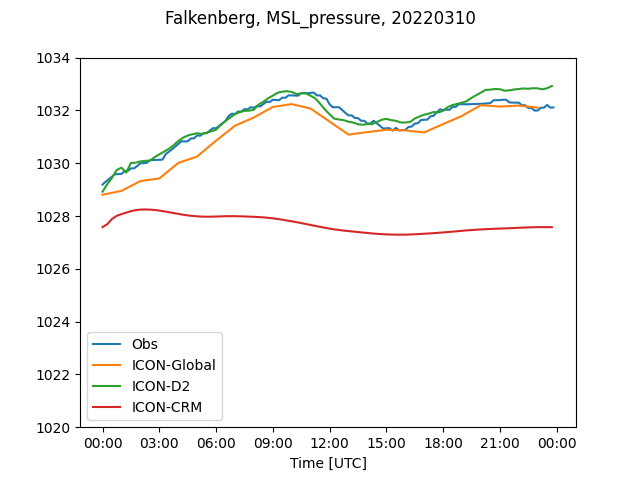 Falkenberg, MSL_pressure, 20220310
1034
1032
1030
1028
1026
1024
1022
1020
Obs
ICON-Global
ICON-D2
ICON-CRM
00:00 03:00 06:00 09:00 12:00 15:00 18:00 21:00 00:00
Time [UTC]